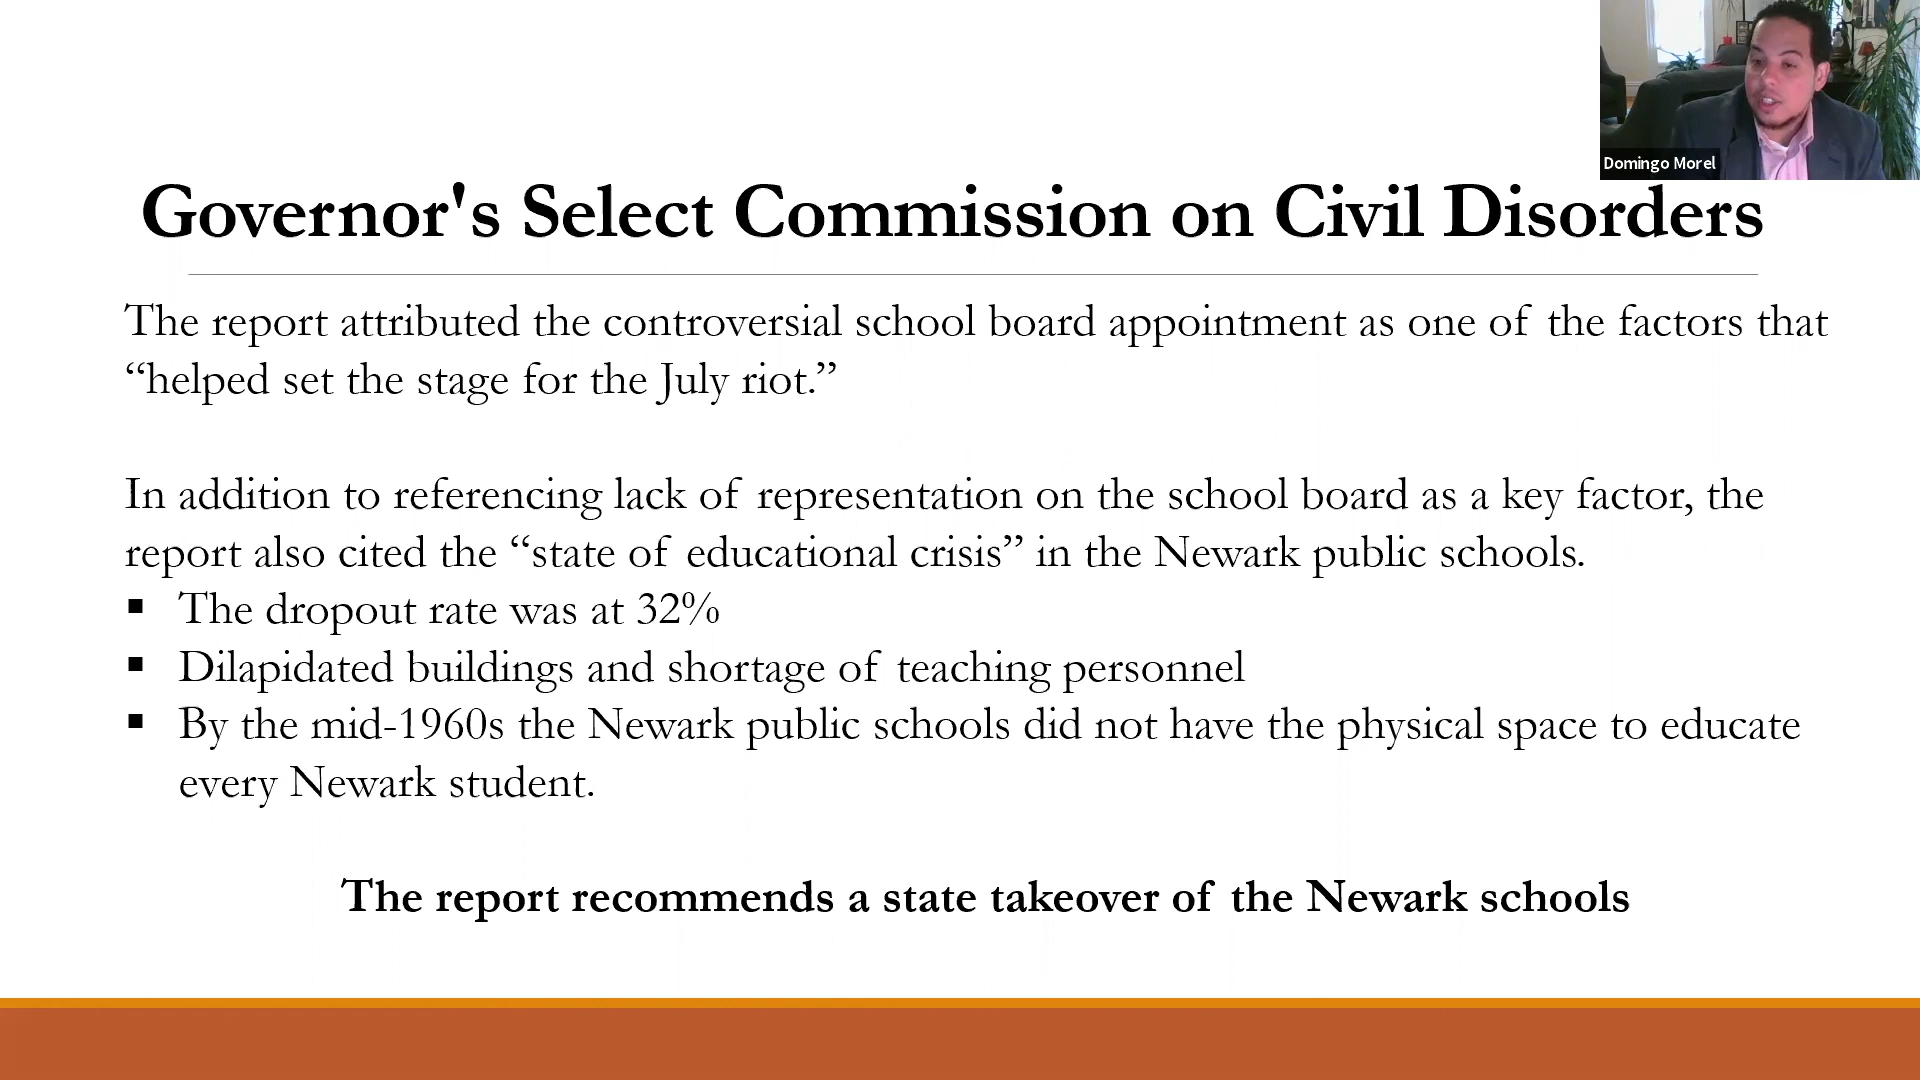 Domingo Morel
Governor's Select Commission on Civil Disorders
The report attributed the controversial school board appointment as one of the factors that
“helped set the stage for the July riot.”
In addition to referencing lack of representation on the school board as a key factor, the
report also cited the “state of educational crisis” in the Newark public schools.
▪ The dropout rate was at 32%
▪ Dilapidated buildings and shortage of teaching personnel
▪ By the mid-1960s the Newark public schools did not have the physical space to educate
every Newark student.
The report recommends a state takeover of the Newark schools